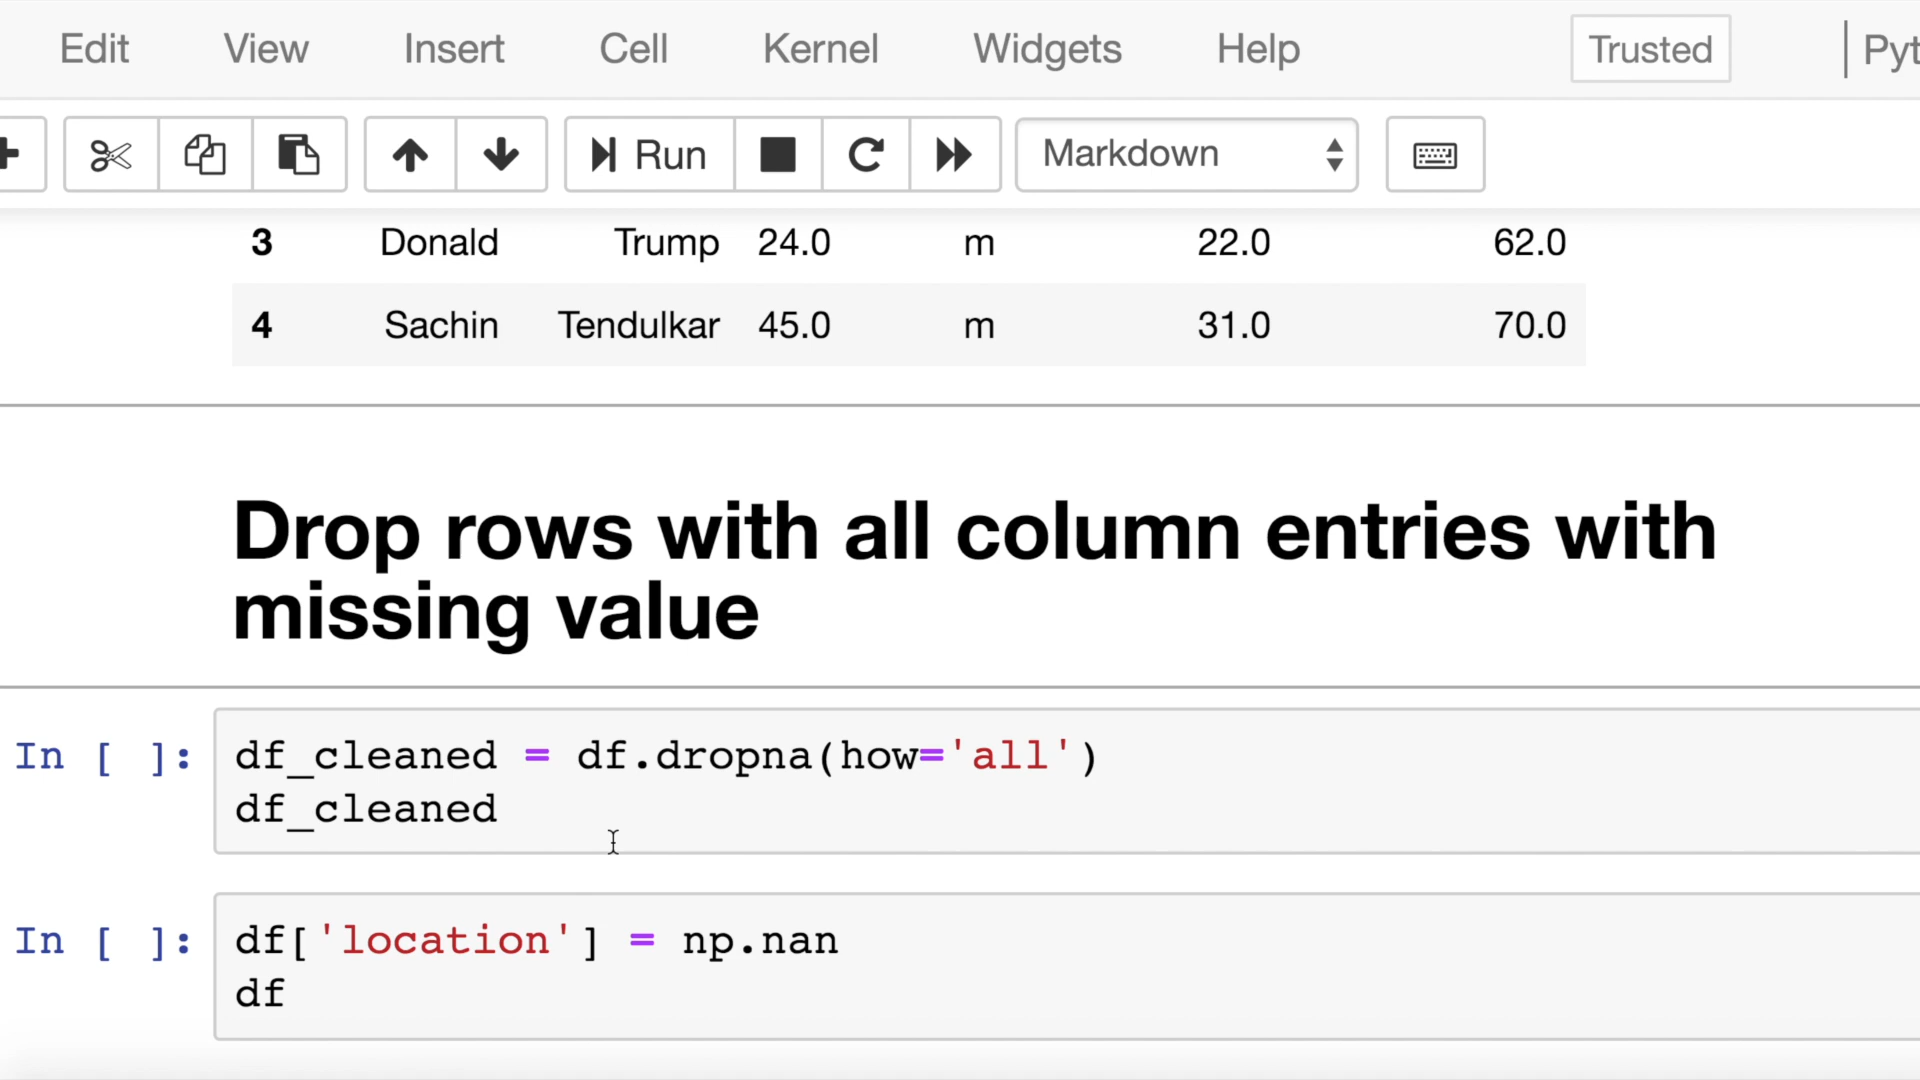 Edit View Insert Cell Kernel Widgets Help Trusted
Run Markdown
3 Donald Trump 24.0 m 22.0 62.0
4 Sachin Tendulkar 45.0 m 31.0 70.0
Drop rows with all column entries with
missing value
In [ ]: df_cleaned = df.dropna(how='all')
df_cleaned
In [ ]: df['location'] = np.nan
df